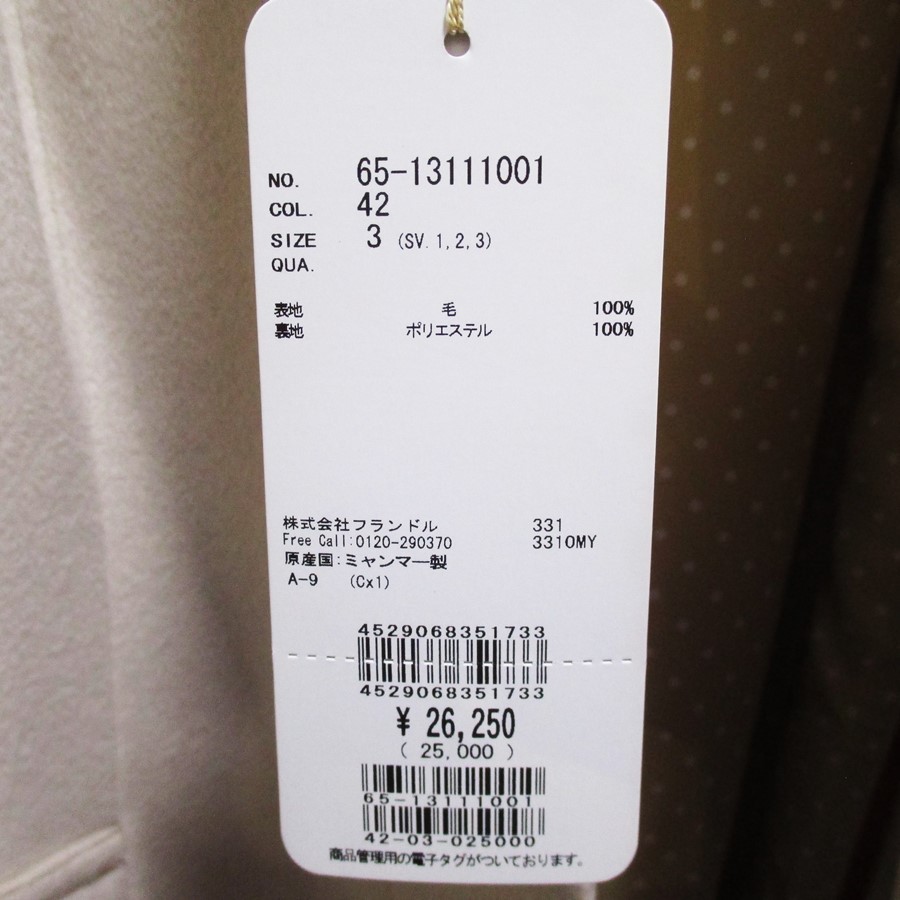 NO. 65-13111001
COL. 42
SIZE 3 (SV.1,2,3)
QUA.
表地 毛 100%
裏地 ポリエステル 100%
株式会社フランドル 331
Free Call:0120-290370 3310MY
原産国:ミャンマー製
A-9 (Cx1)
4529068351733
4529068351733
¥ 26,250
( 25,000 )
65-13111001
42-03-025000
商品管理用の電子タグがついております。